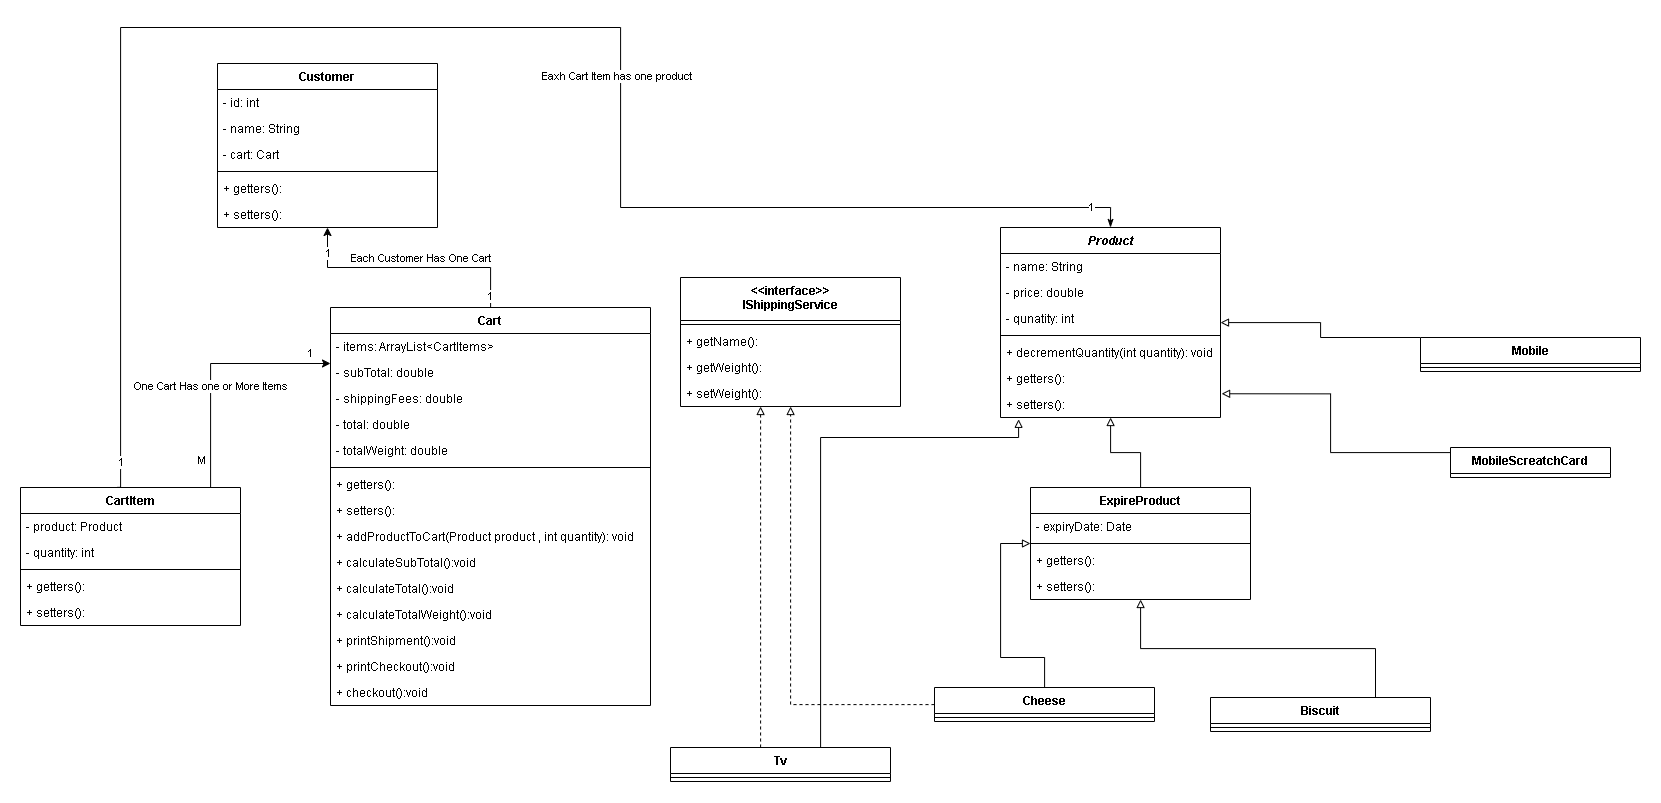 Eaxh Cart Item has one product
1
1
Customer
- id: int
- name: String
- cart: Cart
+ getters():
+ setters():
1
Each Customer Has One Cart
1
Cart
- items: ArrayList<CartItems>
- subTotal: double
- shippingFees: double
- total: double
- totalWeight: double
+ getters():
+ setters():
+ addProductToCart(Product product , int quantity): void
+ calculateSubTotal():void
+ calculateTotal():void
+ calculateTotalWeight():void
+ printShipment():void
+ printCheckout():void
+ checkout():void
1
One Cart Has one or More Items
M
CartItem
- product: Product
- quantity: int
+ getters():
+ setters():
<<interface>>
IShippingService
+ getName():
+ getWeight():
+ setWeight():
Product
- name: String
- price: double
- qunatity: int
+ decrementQuantity(int quantity): void
+ getters():
+ setters():
Mobile
MobileScreatchCard
ExpireProduct
- expiryDate: Date
+ getters():
+ setters():
Cheese
Biscuit
Tv